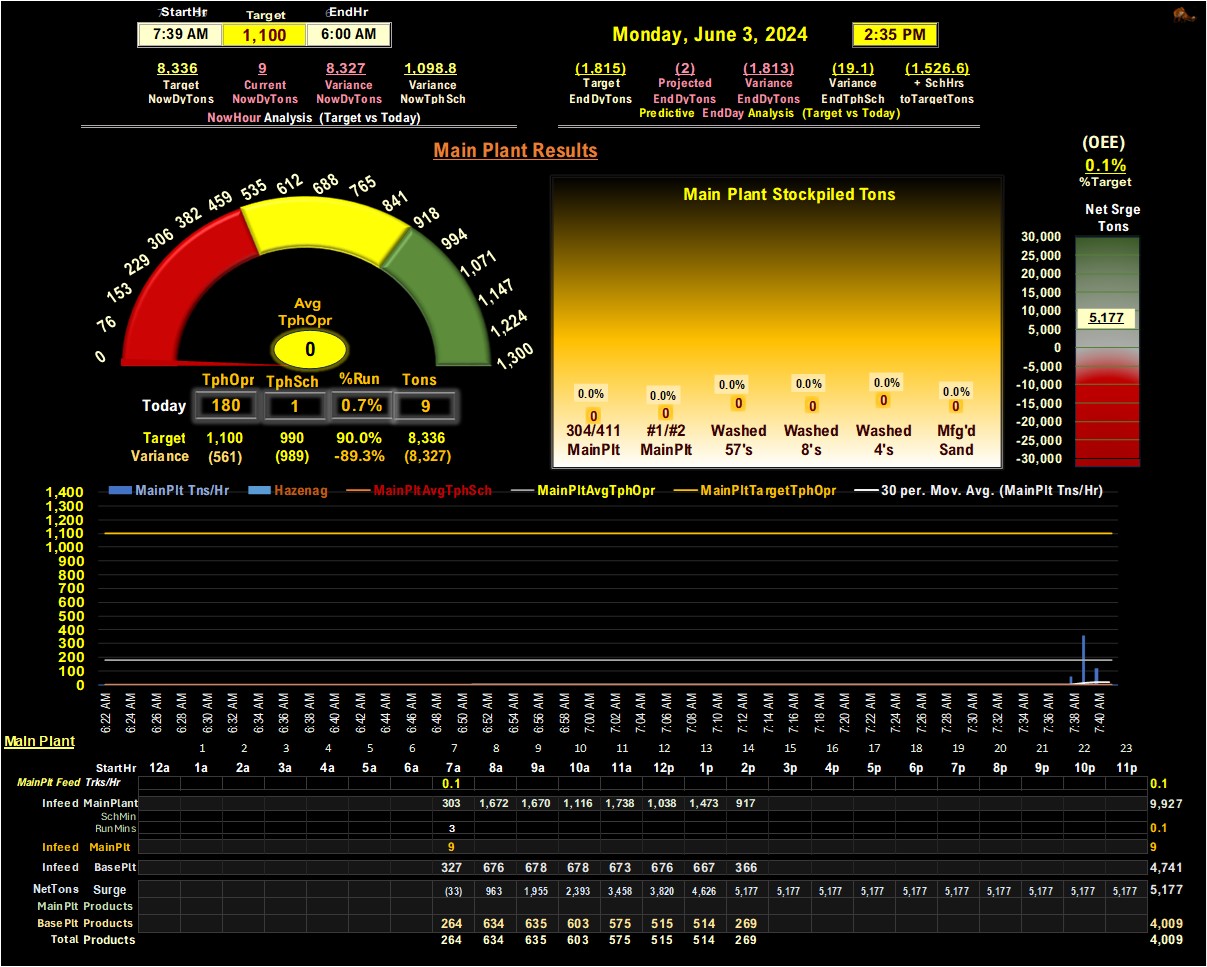 StartHr Target EndHr
7:39 AM 1,100 6:00 AM
Monday, June 3, 2024 2:35 PM
8,336 9 8,327 1,098.8
Target Current Variance Variance
NowDyTons NowDyTons NowDyTons NowTphSch
NowHour Analysis (Target vs Today)
(1,815) (2) (1,813) (19.1) (1,526.6)
Target Projected Variance Variance + SchHrs
EndDyTons EndDyTons EndDyTons EndTphSch toTargetTons
Predictive EndDay Analysis (Target vs Today)
Main Plant Results
(OEE)
0.1%
%Target
Net Srge
Tons
30,000
25,000
20,000
15,000
10,000
5,177
5,000
0
-5,000
-10,000
-15,000
-20,000
-25,000
-30,000
0 76 153 229 306 382 459 535 612 688 765 841 918 994 1,071 1,147 1,224 1,300
Avg
TphOpr
0
TphOpr TphSch %Run Tons
Today 180 1 0.7% 9
Target 1,100 990 90.0% 8,336
Variance (561) (989) -89.3% (8,327)
Main Plant Stockpiled Tons
0.0% 0.0% 0.0% 0.0% 0.0% 0.0%
0 0 0 0 0 0
304/411 #1/#2 Washed Washed Washed Mfg'd
MainPlt MainPlt 57's 8's 4's Sand
MainPlt Tns/Hr Hazenag MainPltAvgTphSch MainPltAvgTphOpr MainPltTargetTphOpr 30 per. Mov. Avg. (MainPlt Tns/Hr)
1,400
1,300
1,200
1,100
1,000
900
800
700
600
500
400
300
200
100
0
6:22 AM 6:24 AM 6:26 AM 6:28 AM 6:30 AM 6:32 AM 6:34 AM 6:36 AM 6:38 AM 6:40 AM 6:42 AM 6:44 AM 6:46 AM 6:48 AM 6:50 AM 6:52 AM 6:54 AM 6:56 AM 6:58 AM 7:00 AM 7:02 AM 7:04 AM 7:06 AM 7:08 AM 7:10 AM 7:12 AM 7:14 AM 7:16 AM 7:18 AM 7:20 AM 7:22 AM 7:24 AM 7:26 AM 7:28 AM 7:30 AM 7:32 AM 7:34 AM 7:36 AM 7:38 AM 7:40 AM
Main Plant
1 2 3 4 5 6 7 8 9 10 11 12 13 14 15 16 17 18 19 20 21 22 23
StartHr 12a 1a 2a 3a 4a 5a 6a 7a 8a 9a 10a 11a 12p 1p 2p 3p 4p 5p 6p 7p 8p 9p 10p 11p
MainPlt Feed Trks/Hr 0.1 0.1
Infeed MainPlant 303 1,672 1,670 1,116 1,738 1,038 1,473 917 9,927
SchMin
RunMins 3 0.1
Infeed MainPlt 9 9
Infeed BasePlt 327 676 678 678 673 676 667 366 4,741
NetTons Surge (33) 963 1,955 2,393 3,458 3,820 4,626 5,177 5,177 5,177 5,177 5,177 5,177 5,177 5,177 5,177 5,177 5,177
MainPlt Products
BasePlt Products 264 634 635 603 575 515 514 269 4,009
Total Products 264 634 635 603 575 515 514 269 4,009